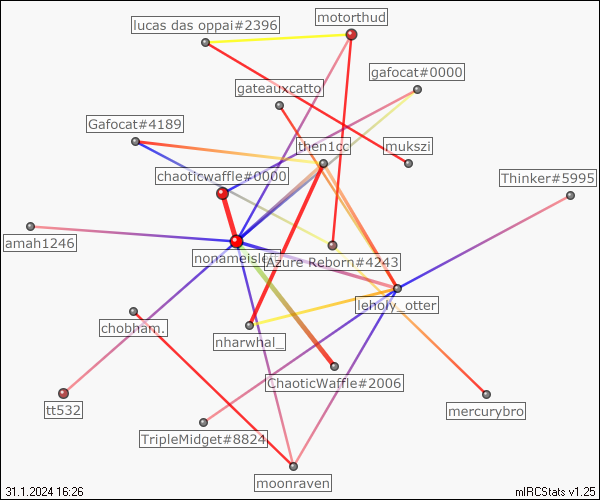 motorthud
lucas das oppai#2396
gafocat#0000
gateauxcatto
Gafocat#4189
then1cc
mukszi
chaoticwaffle#0000
Thinker#5995
amah1246
Azure Reborn#4243
leholy_otter
chobham.
nharwhal_
ChaoticWaffle#2006
tt532
mercurybro
TripleMidget#8824
moonraven
31.1.2024 16:26
mIRCStats v1.25